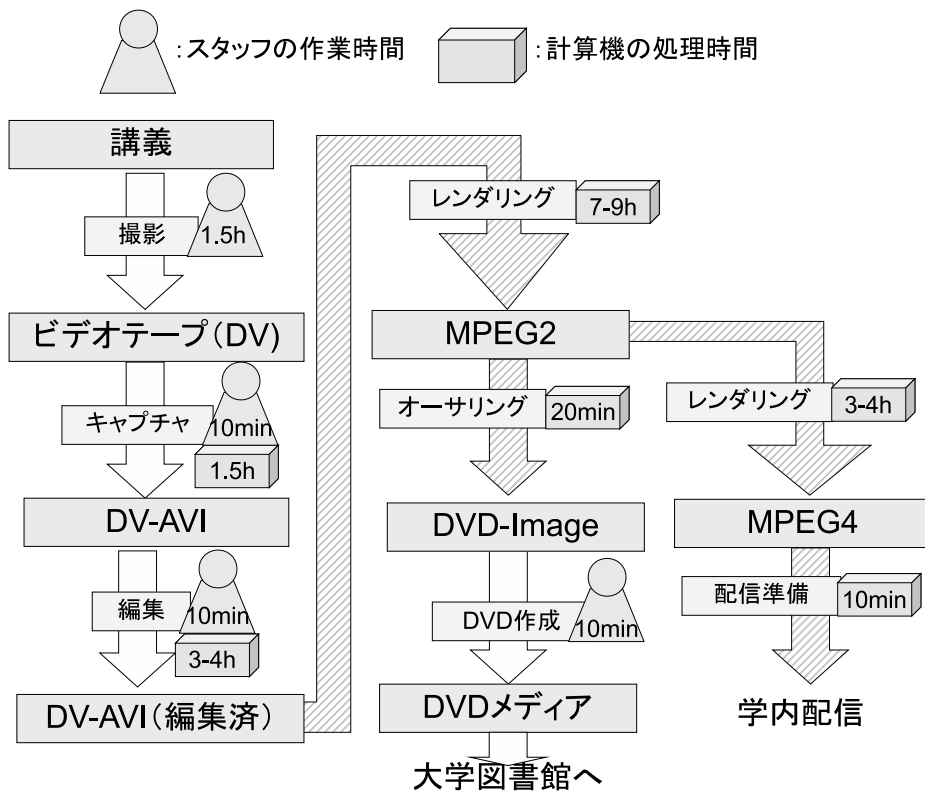 :スタッフの作業時間
:計算機の処理時間
講義
撮影
1.5h
ビデオテープ(DV)
キャプチャ
10min
1.5h
DV-AVI
編集
10min
3-4h
DV-AVI(編集済)
レンダリング
7-9h
MPEG2
オーサリング
20min
DVD-Image
DVD作成
10min
DVDメディア
大学図書館へ
レンダリング
3-4h
MPEG4
配信準備
10min
学内配信